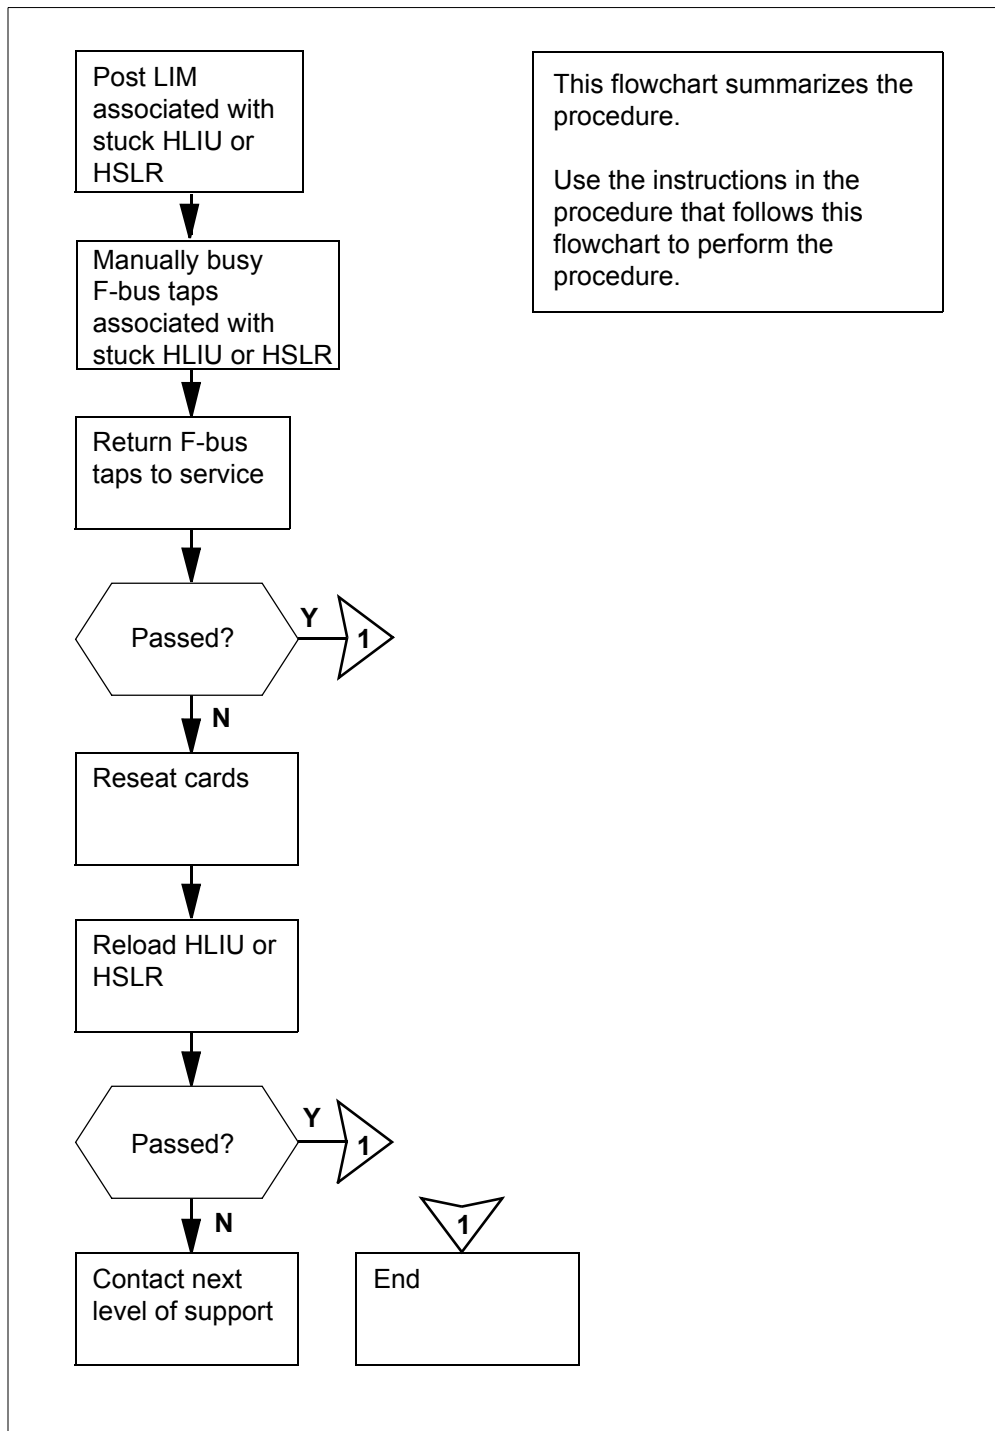 Post LIM
associated with
stuck HLIU or
HSLR
This flowchart summarizes the
procedure.
Use the instructions in the
procedure that follows this
flowchart to perform the
procedure.
Manually busy
F-bus taps
associated with
stuck HLIU or HSLR
Return F-bus
taps to service
Passed?
Y
1
N
Reseat cards
Reload HLIU or
HSLR
Passed?
Y
1
N
Contact next
level of support
1
End